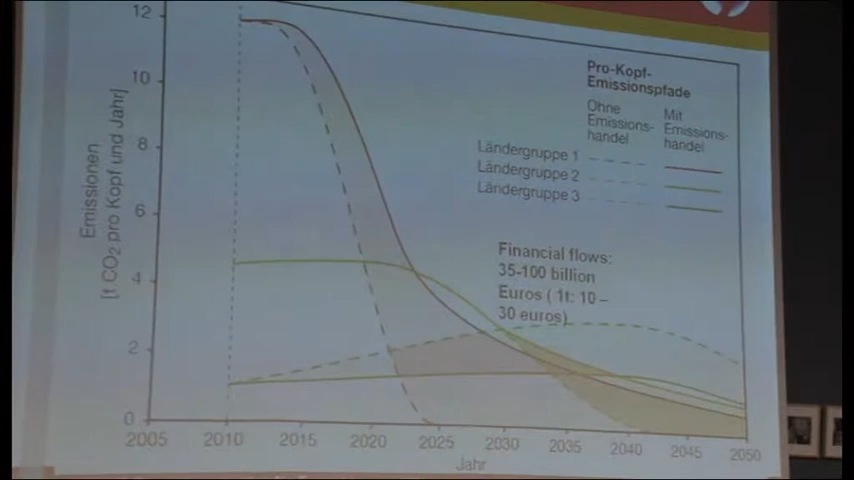 12
10
8
6
4
2
0
Emissionen
[t CO2 pro Kopf und Jahr]
Pro-Kopf-
Emissionspfade
Ohne
Emissions-
handel
Mit
Emissions-
handel
Ländergruppe 1
Ländergruppe 2
Ländergruppe 3
Financial flows:
35-100 billion
Euros ( 1t: 10 –
30 euros)
2005 2010 2015 2020 2025 2030 2035 2040 2045 2050
Jahr